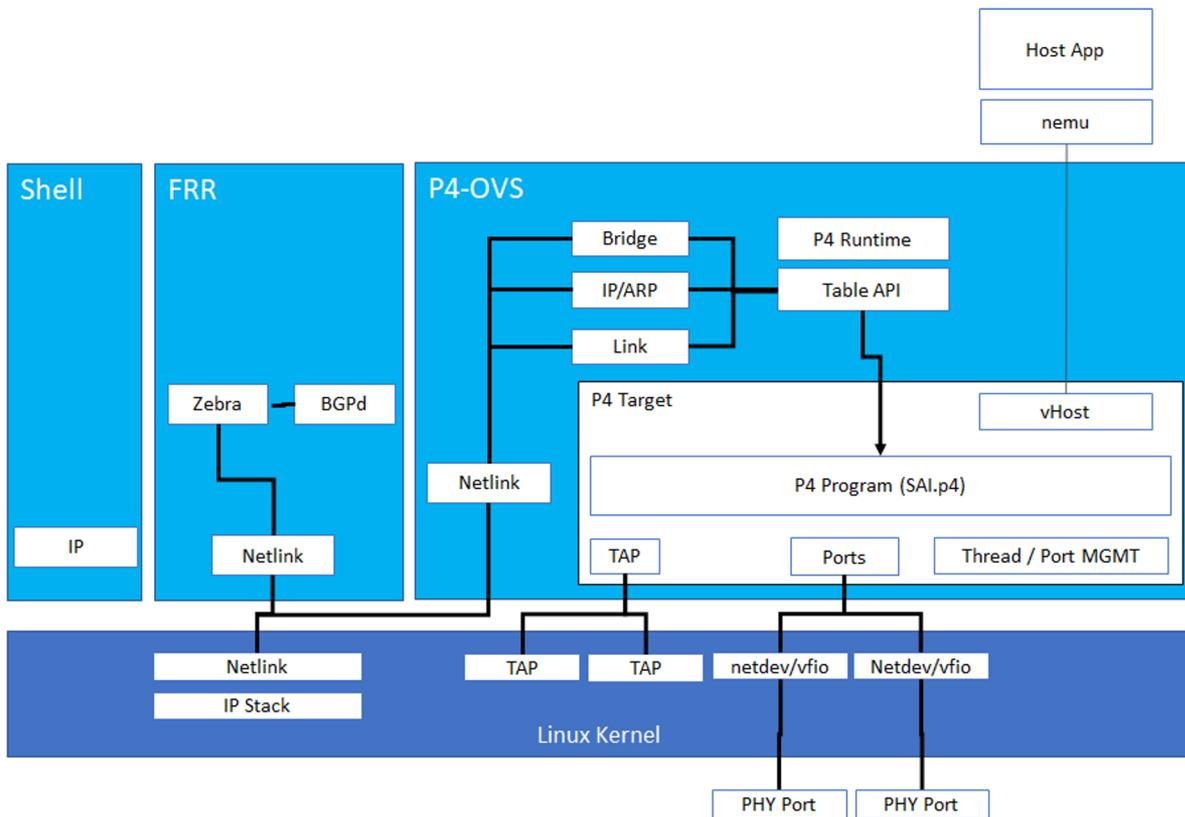 Host App
nemu
Shell
FRR
P4-OVS
Bridge
P4 Runtime
IP/ARP
Table API
Link
Zebra
BGPd
P4 Target
vHost
Netlink
P4 Program (SAI.p4)
IP
Netlink
TAP
Ports
Thread / Port MGMT
Netlink
TAP
TAP
netdev/vfio
Netdev/vfio
IP Stack
Linux Kernel
PHY Port
PHY Port